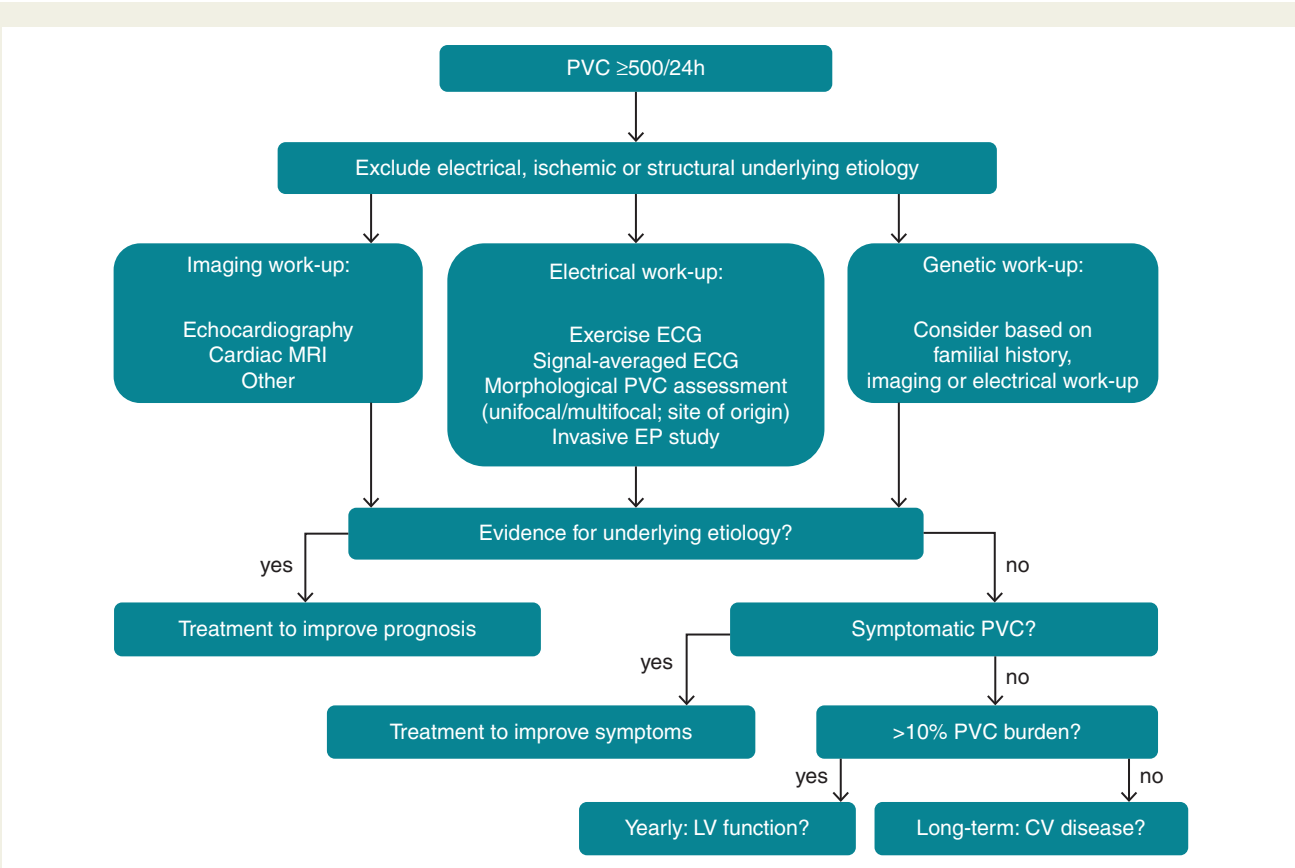 PVC ≥500/24h
Exclude electrical, ischemic or structural underlying etiology
Imaging work-up:
Echocardiography
Cardiac MRI
Other
Electrical work-up:
Exercise ECG
Signal-averaged ECG
Morphological PVC assessment
(unifocal/multifocal; site of origin)
Invasive EP study
Genetic work-up:
Consider based on
familial history,
imaging or electrical work-up
Evidence for underlying etiology?
yes
no
Treatment to improve prognosis
Symptomatic PVC?
yes
no
Treatment to improve symptoms
>10% PVC burden?
yes
no
Yearly: LV function?
Long-term: CV disease?